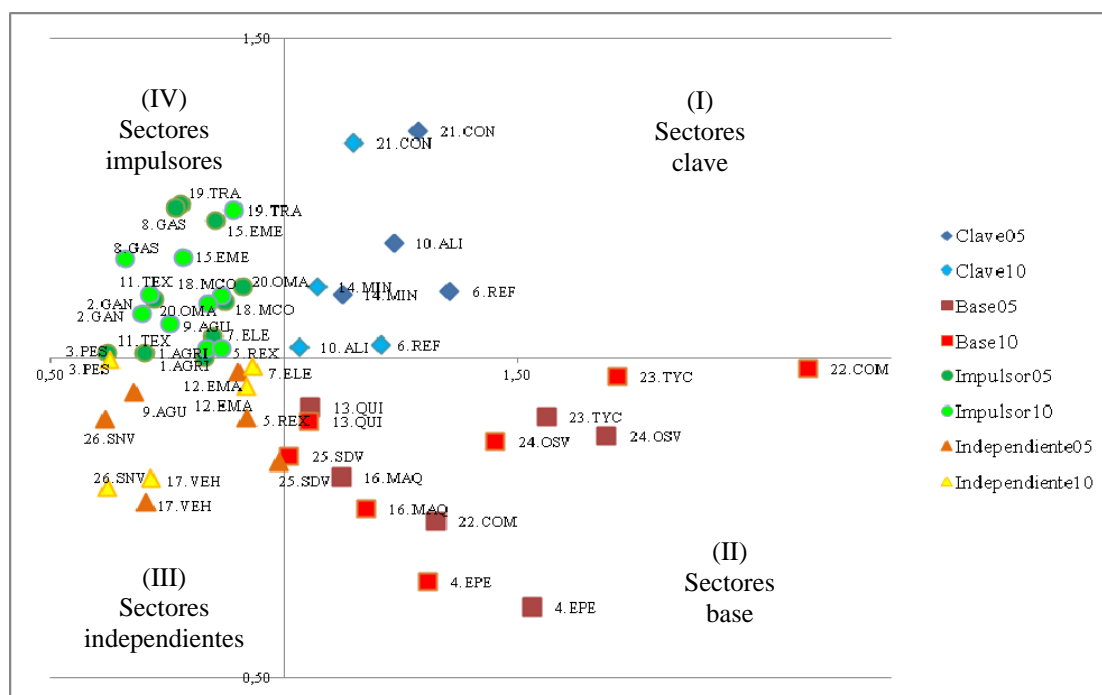 1,50
(IV)
Sectores
impulsores
(I)
Sectores
clave
21.CON
21.CON
19.TRA
19.TRA
8.GAS
15.EME
8.GAS
15.EME
10.ALI
11.TEX
18.MCO
20.OMA
14.MIN
14.MIN
6.REF
2.GAN
20.OMA
18.MCO
2.GAN
9.AGU
7.ELE
11.TEX
3.PES
1.AGRI
5.REX
10.ALI
6.REF
0,50
1,50
3.PES
1.AGRI
7.ELE
23.TYC
22.COM
12.EMA
9.AGU
12.EMA
5.REX
13.QUI
13.QUI
23.TYC
24.OSV
26.SNV
24.OSV
25.SDV
26.SNV
17.VEH
25.SDV
16.MAQ
17.VEH
16.MAQ
22.COM
4.EPE
4.EPE
(III)
Sectores
independientes
(II)
Sectores
base
0,50
Clave05
Clave10
Base05
Base10
Impulsor05
Impulsor10
Independiente05
Independiente10